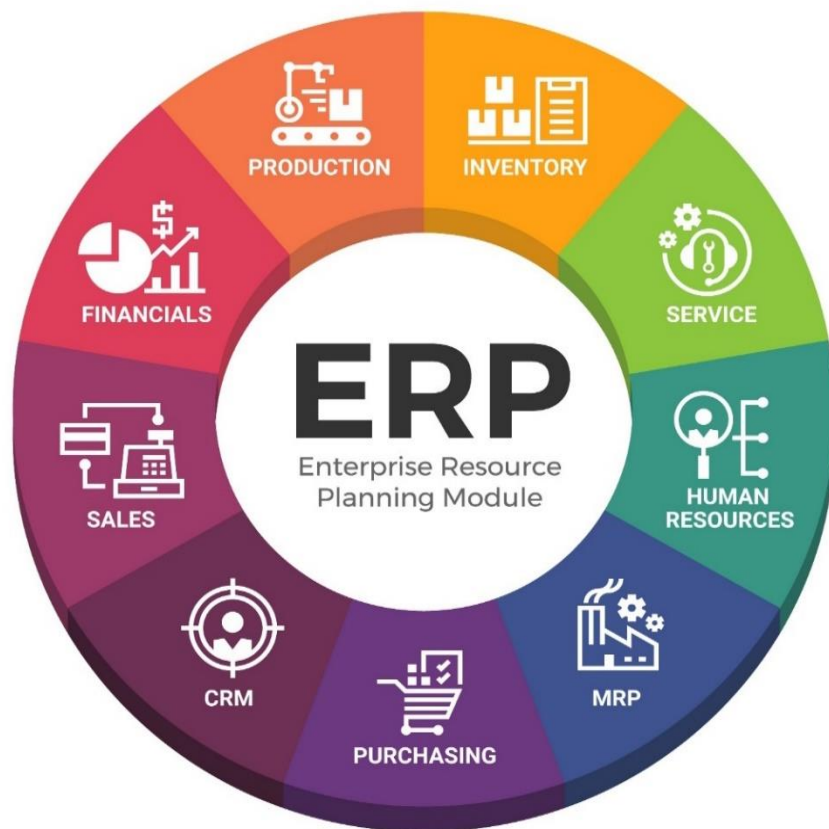 ERP
Enterprise Resource
Planning Module
PRODUCTION
INVENTORY
SERVICE
HUMAN
RESOURCES
MRP
PURCHASING
CRM
SALES
FINANCIALS
$